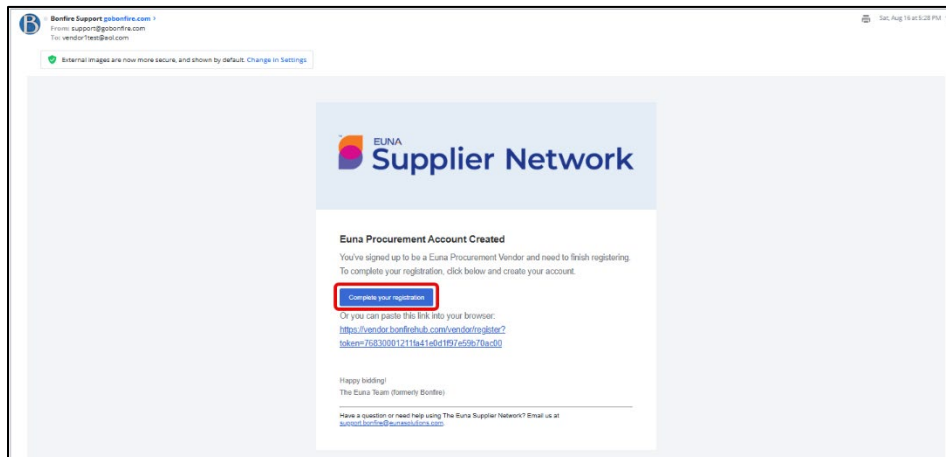 B
Bonfire Support gobonfire.com
From: support@gobonfire.com
To: vendor1test@aol.com
Sat, Aug 16 at 5:28 PM
External images are now more secure, and shown by default. Change in Settings
EUNA
Supplier Network
Euna Procurement Account Created
You've signed up to be a Euna Procurement Vendor and need to finish registering.
To complete your registration, click below and create your account.
Complete your registration
Or you can paste this link into your browser:
https://vendor.bonfirehub.com/vendor/register?
token=76830001211fa41e0d1f97e59b70ac00
Happy bidding!
The Euna Team (formerly Bonfire)
Have a question or need help using The Euna Supplier Network? Email us at
support.bonfire@eunasolutions.com.